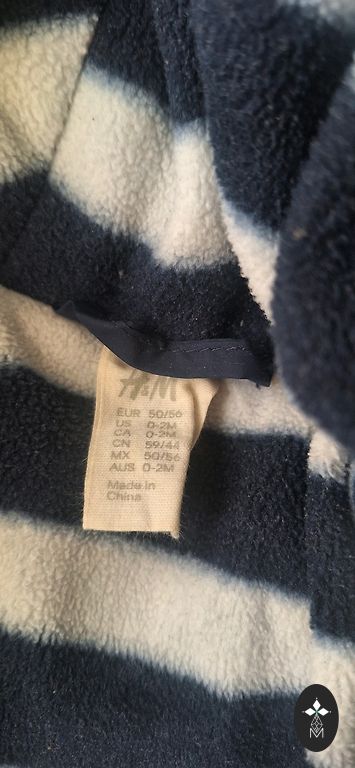 H&M
EUR 50/56
US 0-2M
CA 0-2M
CN 59/44
MX 50/56
AUS 0-2M
Made in
China
M